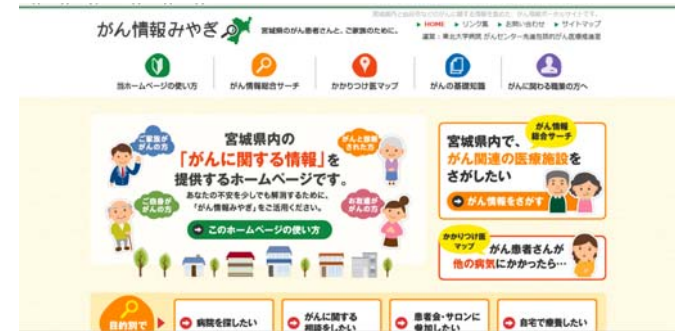 がん情報みやぎ
宮城県のがん患者さんと、ご家族のために。
HOME リンク集 お問い合わせ サイトマップ
運営:東北大学病院 がんセンター先進包括的がん医療推進室
当ホームページの使い方
がん情報総合サーチ
かかりつけ医マップ
がんの基礎知識
がんに関わる職業の方へ
ご家族が
がんの方
がんと診断
された方
ご自身が
がんの方
お友達が
がんの方
宮城県内の
「がんに関する情報」を
提供するホームページです。
あなたの不安を少しでも解消するために、
「がん情報みやぎ」をご活用ください。
このホームページの使い方
がん情報
総合サーチ
宮城県内で、
がん関連の医療施設を
さがしたい
がん情報をさがす
かかりつけ医
マップ
がん患者さんが
他の病気にかかったら…
目的別で
病院を探したい
がんに関する
相談をしたい
患者会・サロンに
参加したい
自宅で療養したい